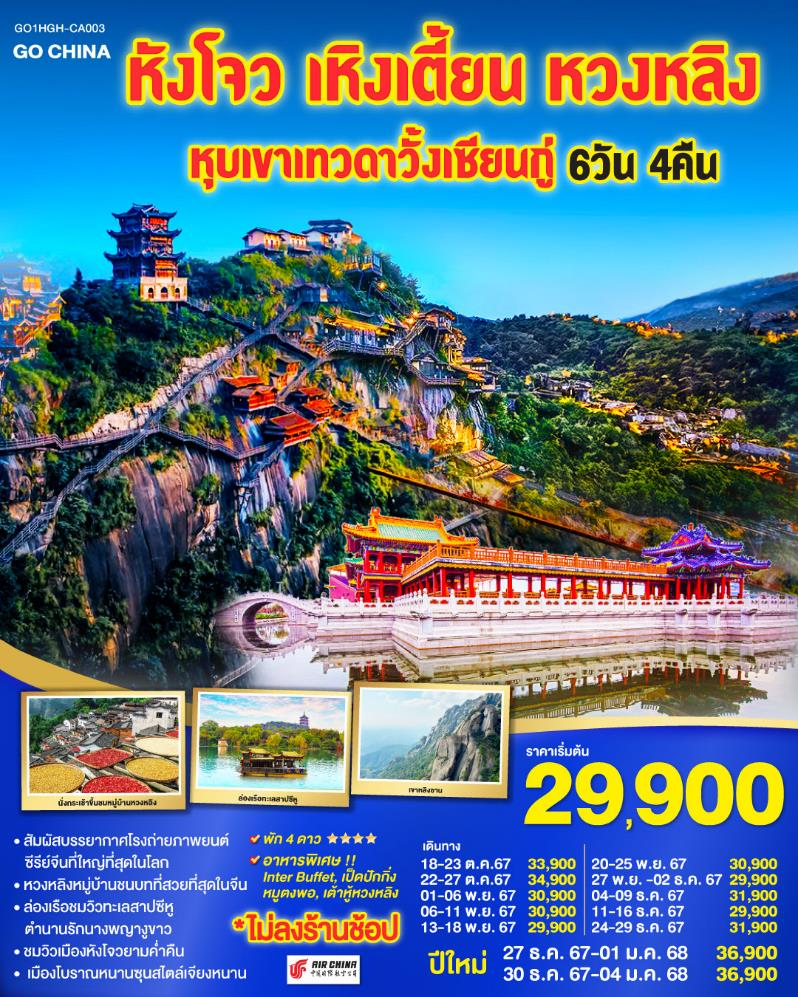 GO1HGH-CA003
GO CHINA
หังโจว เหิงเตี้ยน หวงหลิง
หุบเขาเทวดาวั้งเซียนกู่ 6วัน 4คืน
นั่งกระเช้าขึ้นชมหมู่บ้านหวงหลิง
ล่องเรือทะเลสาปซีหู
เขาหลิงซาน
ราคาเริ่มต้น
29,900
• สัมผัสบรรยากาศโรงถ่ายภาพยนต์
ซีรีย์จีนที่ใหญ่ที่สุดในโลก
• หวงหลิงหมู่บ้านชนบทที่สวยที่สุดในจีน
• ล่องเรือชมวิวทะเลสาปซีหู
ตำนานรักนางพญางูขาว
• ชมวิวเมืองหังโจวยามค่ำคืน
• เมืองโบราณหนานซุนสไตล์เจียงหนาน
✔ พัก 4 ดาว ★★★★
✔ อาหารพิเศษ !!
Inter Buffet, เป็ดปักกิ่ง
หมูตงพอ, เต้าหู้หวงหลิง
*ไม่ลงร้านช้อป
AIR CHINA
中国国际航空公司
เดินทาง
18-23 ต.ค.67 33,900
22-27 ต.ค.67 34,900
01-06 พ.ย. 67 30,900
06-11 พ.ย. 67 30,900
13-18 พ.ย. 67 29,900
20-25 พ.ย. 67 30,900
27 พ.ย. -02 ธ.ค. 67 29,900
04-09 ธ.ค. 67 31,900
11-16 ธ.ค. 67 29,900
24-29 ธ.ค. 67 31,900
ปีใหม่
27 ธ.ค. 67-01 ม.ค. 68 36,900
30 ธ.ค. 67-04 ม.ค. 68 36,900